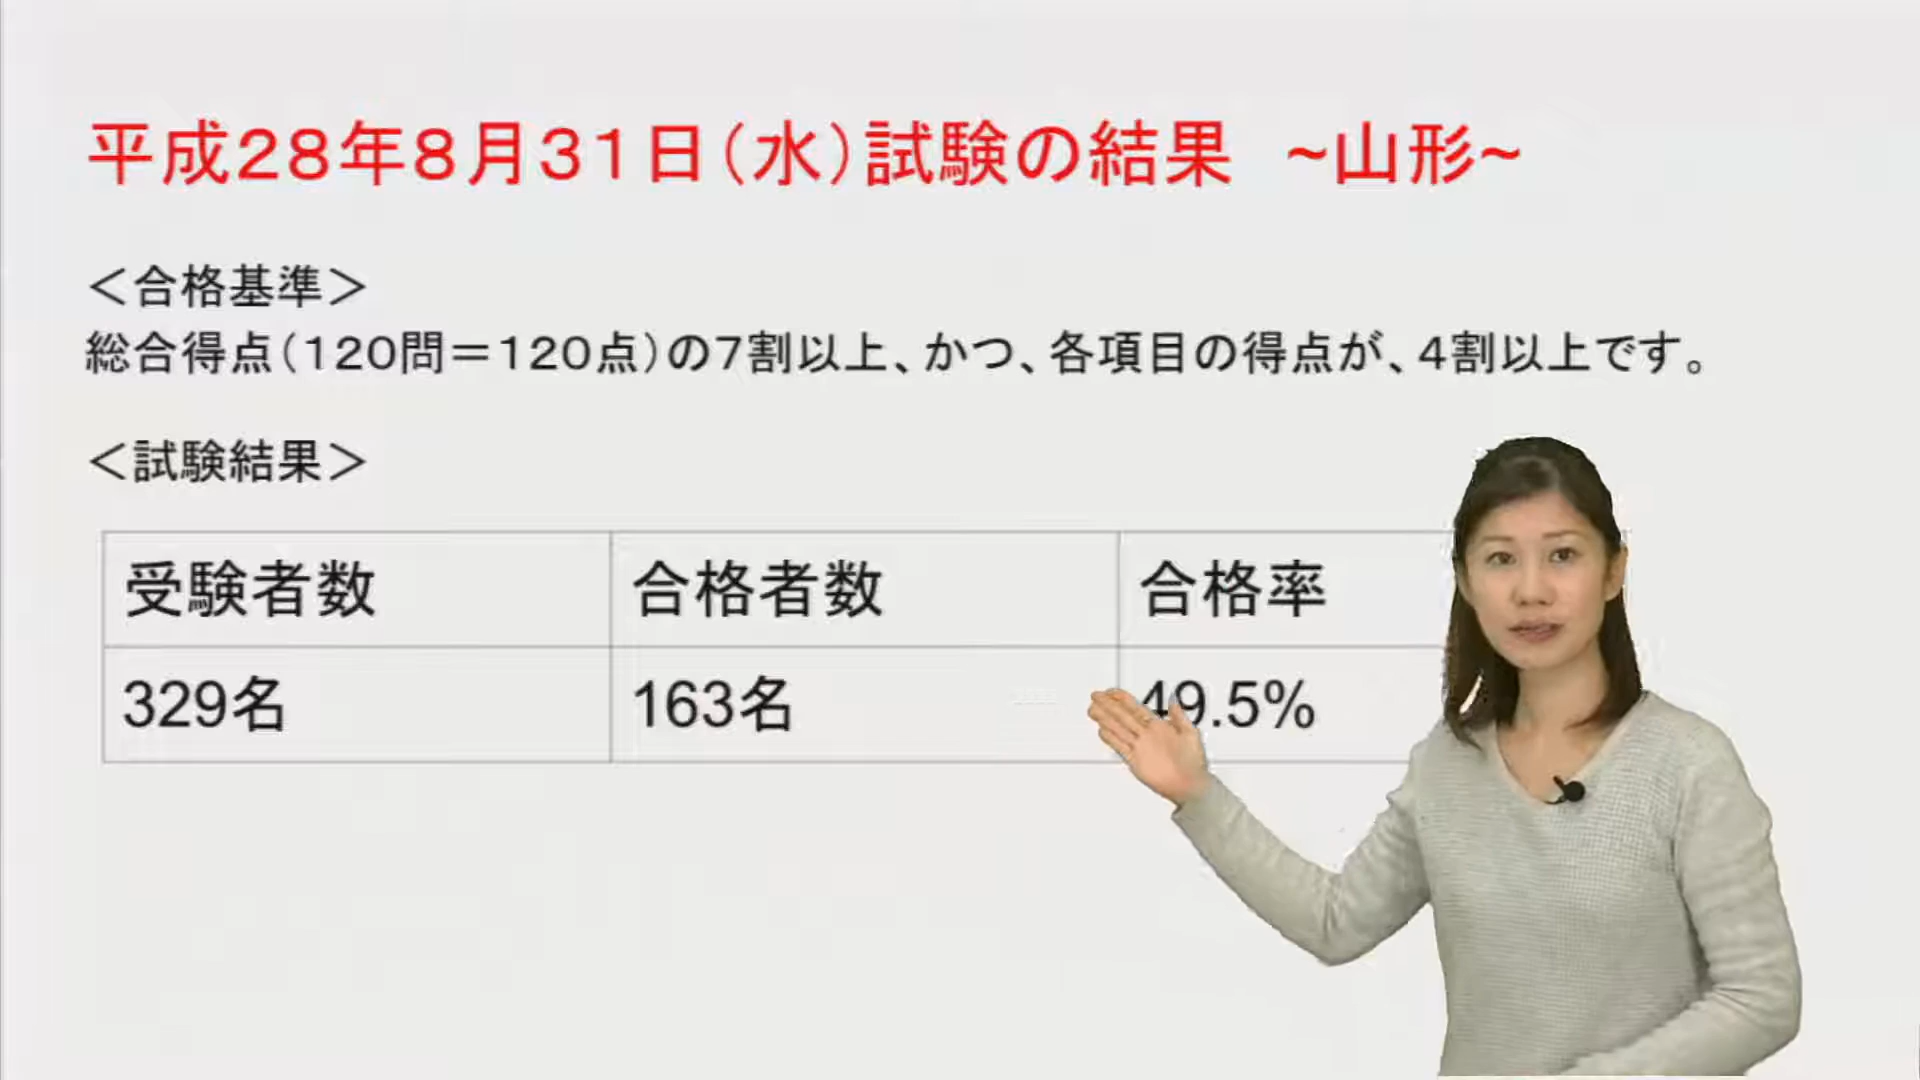 平成２８年８月３１日（水）試験の結果　~山形~
＜合格基準＞
総合得点（１２０問＝１２０点）の７割以上、かつ、各項目の得点が、４割以上です。
＜試験結果＞
受験者数 合格者数 合格率
329名 163名 49.5%